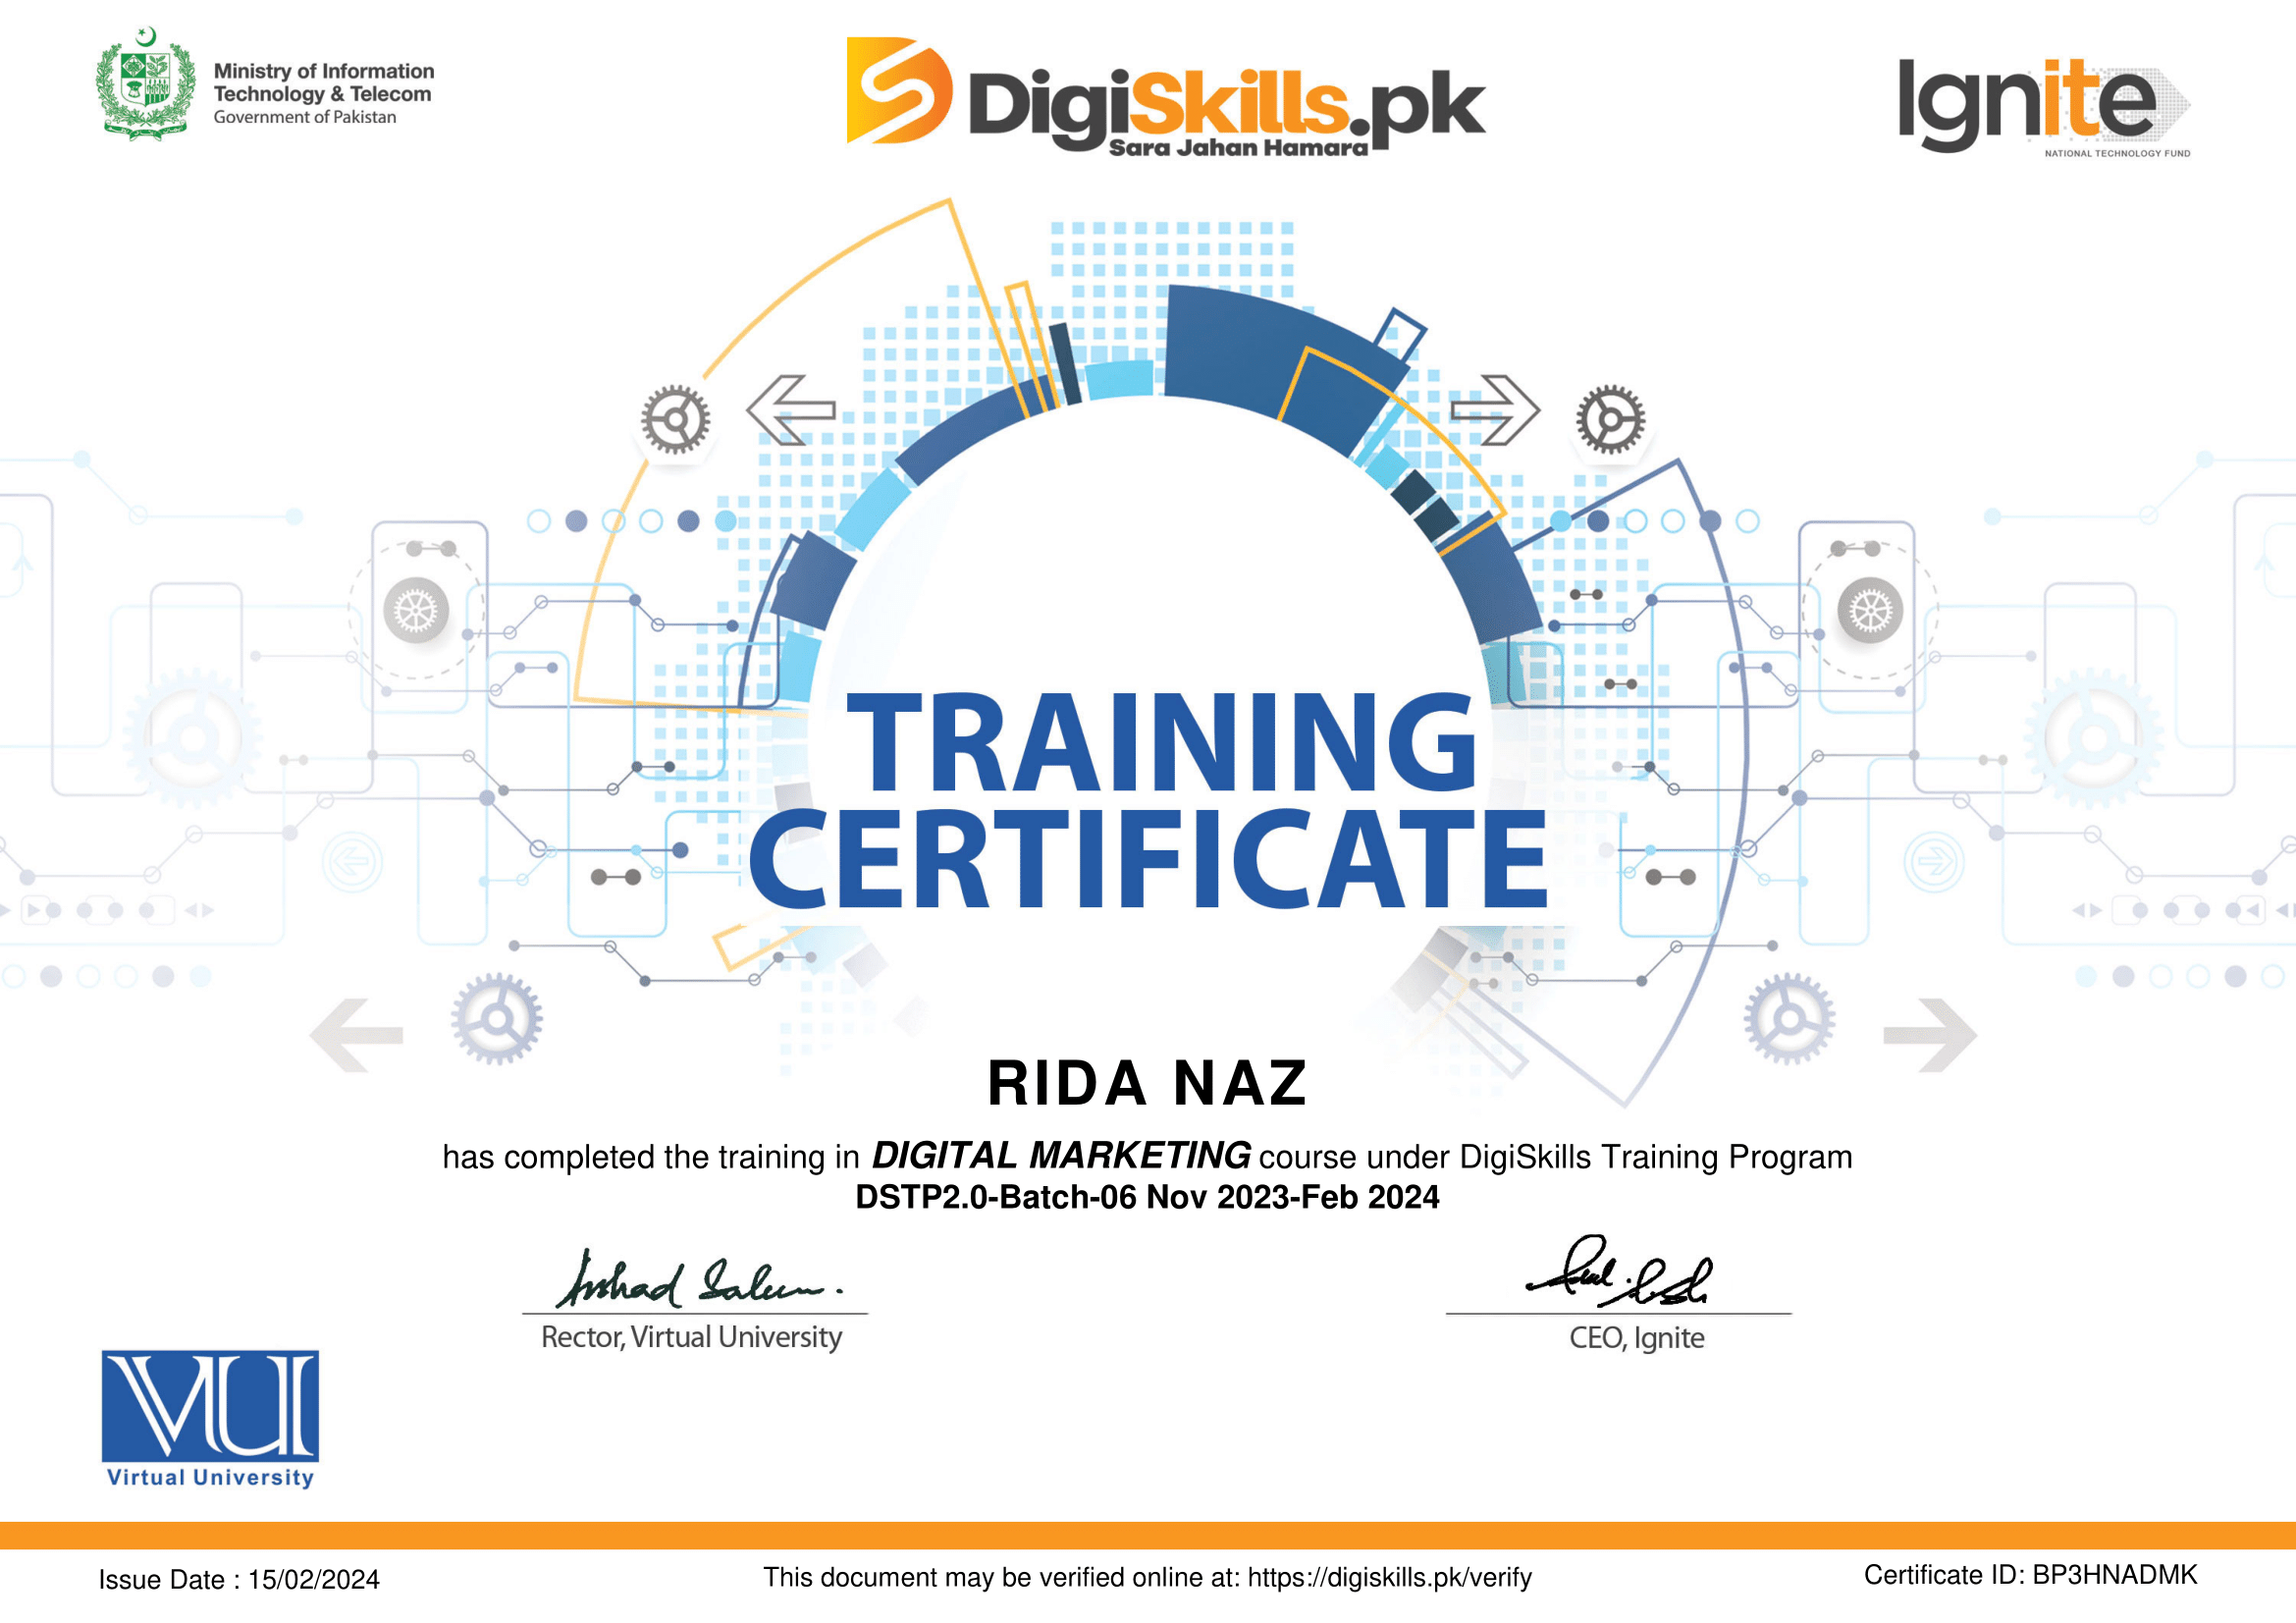 Ministry of Information
Technology & Telecom
Government of Pakistan
DigiSkills.pk
Sara Jahan Hamara
Ignite
NATIONAL TECHNOLOGY FUND
TRAINING
CERTIFICATE
RIDA NAZ
has completed the training in DIGITAL MARKETING course under DigiSkills Training Program
DSTP2.0-Batch-06 Nov 2023-Feb 2024
Arshad Saleem.
Rector, Virtual University
CEO, Ignite
VU
Virtual University
Issue Date : 15/02/2024
This document may be verified online at: https://digiskills.pk/verify
Certificate ID: BP3HNADMK